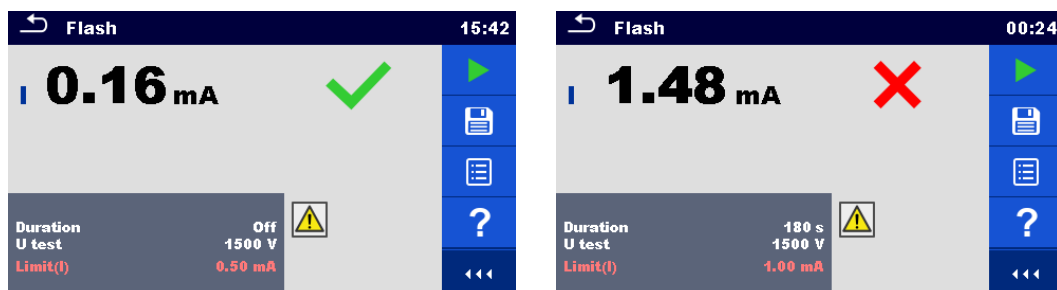 Flash 15:42
I 0.16 mA
Duration Off
U test 1500 V
Limit(I) 0.50 mA
?
Flash 00:24
I 1.48 mA
Duration 180 s
U test 1500 V
Limit(I) 1.00 mA
?